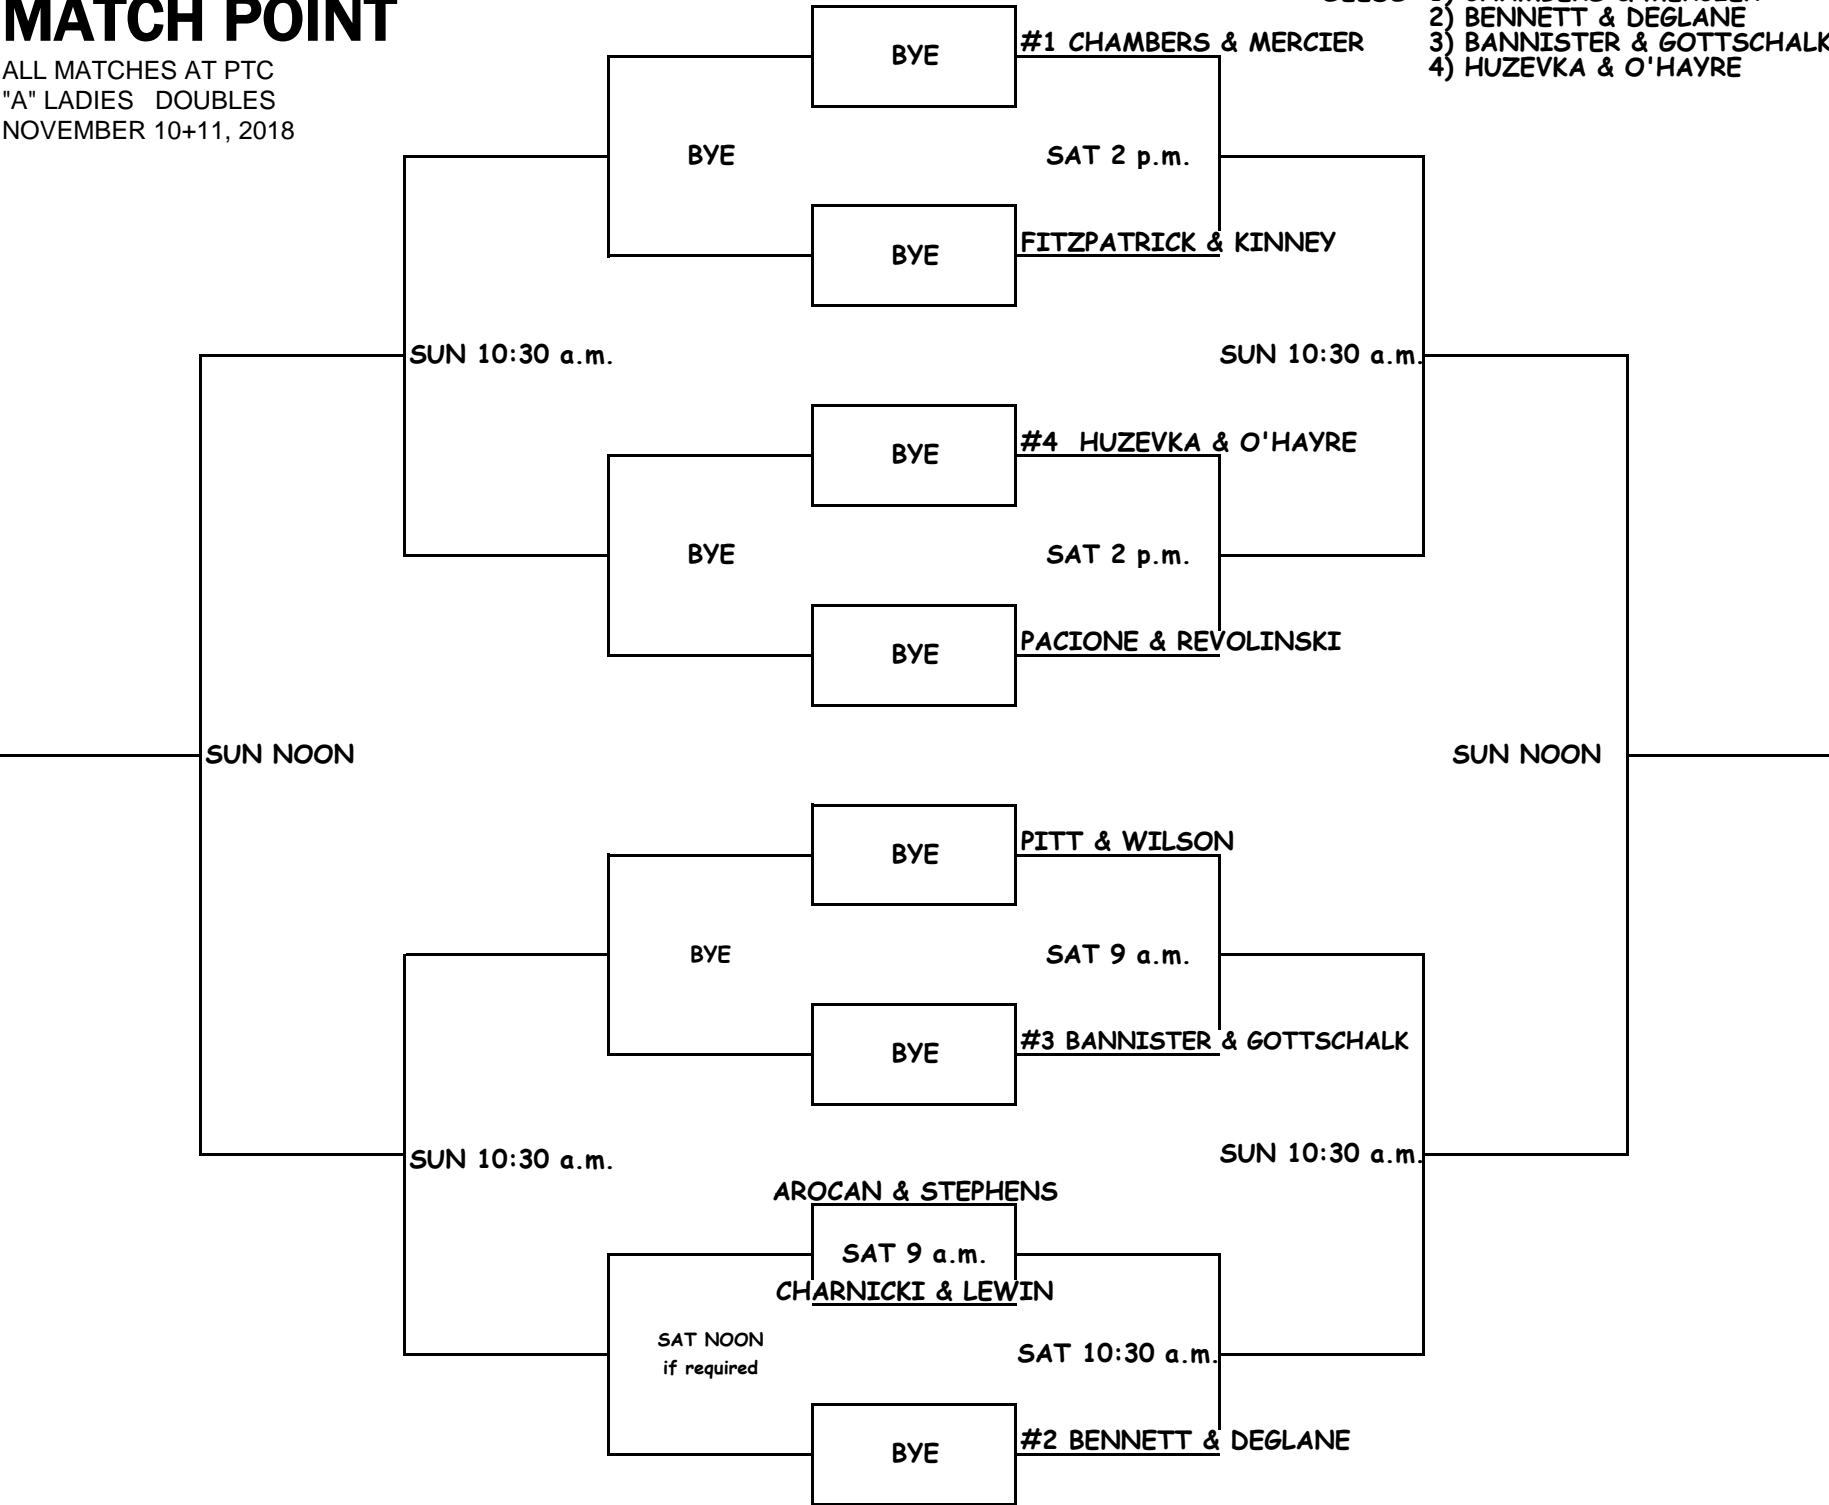 MATCH POINT
ALL MATCHES AT PTC
"A" LADIES DOUBLES
NOVEMBER 10+11, 2018
SEEDS 1) CHAMBERS & MERCIER
2) BENNETT & DEGLANE
3) BANNISTER & GOTTSCHALK
4) HUZEVKA & O'HAYRE
BYE
#1 CHAMBERS & MERCIER
BYE
SAT 2 p.m.
BYE
FITZPATRICK & KINNEY
SUN 10:30 a.m.
SUN 10:30 a.m.
BYE
#4 HUZEVKA & O'HAYRE
BYE
SAT 2 p.m.
BYE
PACIONE & REVOLINSKI
SUN NOON
SUN NOON
BYE
PITT & WILSON
BYE
SAT 9 a.m.
BYE
#3 BANNISTER & GOTTSCHALK
SUN 10:30 a.m.
SUN 10:30 a.m.
AROCAN & STEPHENS
SAT 9 a.m.
CHARNICKI & LEWIN
SAT NOON
if required
SAT 10:30 a.m.
BYE
#2 BENNETT & DEGLANE